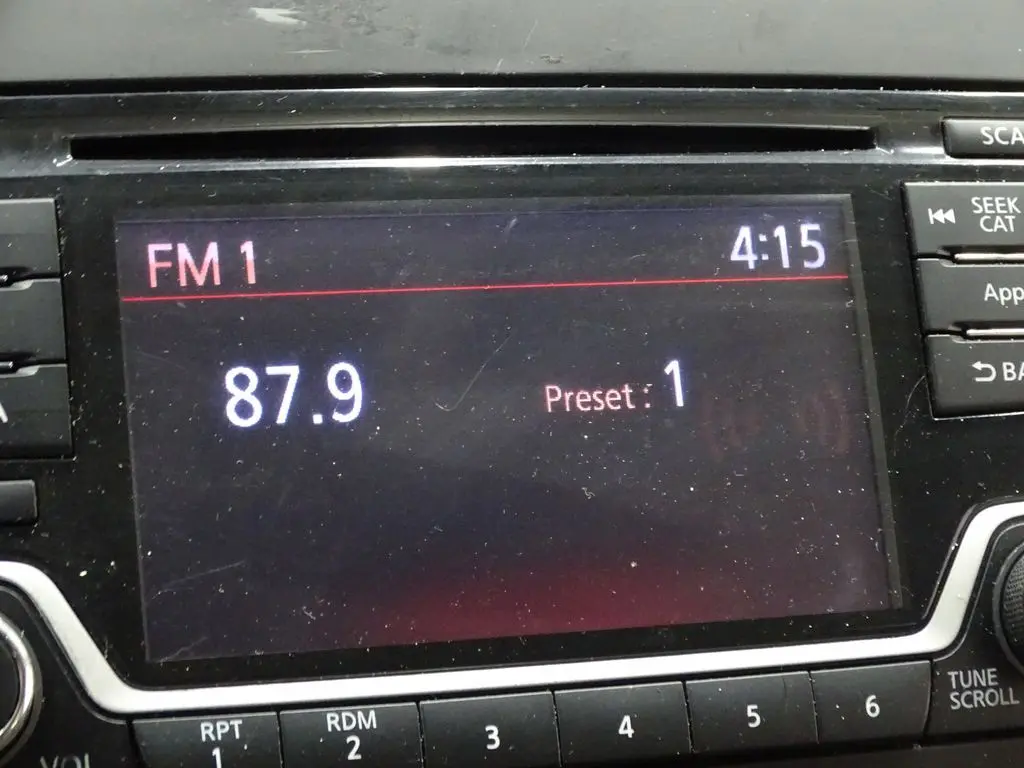 SCA
SEEK
CAT
FM 1
4:15
App
87.9
Preset : 1
BA
A
TUNE
SCROLL
RPT
1
RDM
2
3
4
5
6
VOL